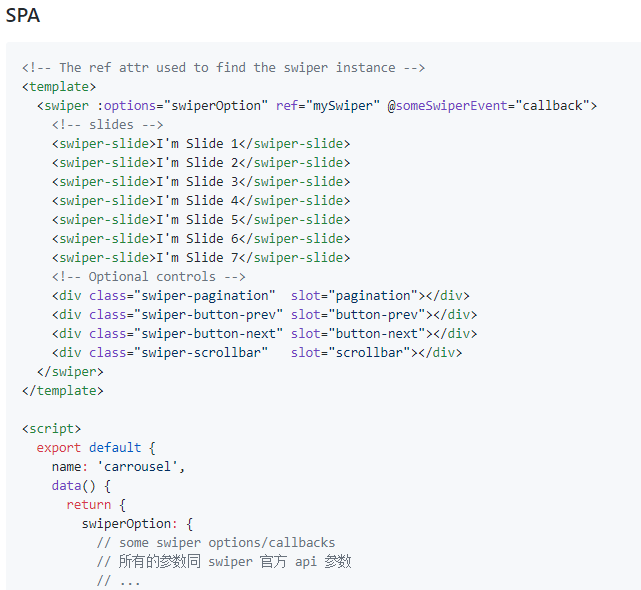 SPA
<!-- The ref attr used to find the swiper instance -->
<template>
  <swiper :options="swiperOption" ref="mySwiper" @someSwiperEvent="callback">
    <!-- slides -->
    <swiper-slide>I'm Slide 1</swiper-slide>
    <swiper-slide>I'm Slide 2</swiper-slide>
    <swiper-slide>I'm Slide 3</swiper-slide>
    <swiper-slide>I'm Slide 4</swiper-slide>
    <swiper-slide>I'm Slide 5</swiper-slide>
    <swiper-slide>I'm Slide 6</swiper-slide>
    <swiper-slide>I'm Slide 7</swiper-slide>
    <!-- Optional controls -->
    <div class="swiper-pagination"  slot="pagination"></div>
    <div class="swiper-button-prev" slot="button-prev"></div>
    <div class="swiper-button-next" slot="button-next"></div>
    <div class="swiper-scrollbar"   slot="scrollbar"></div>
  </swiper>
</template>
<script>
  export default {
    name: 'carrousel',
    data() {
      return {
        swiperOption: {
          // some swiper options/callbacks
          // 所有的参数同 swiper 官方 api 参数
          // ...